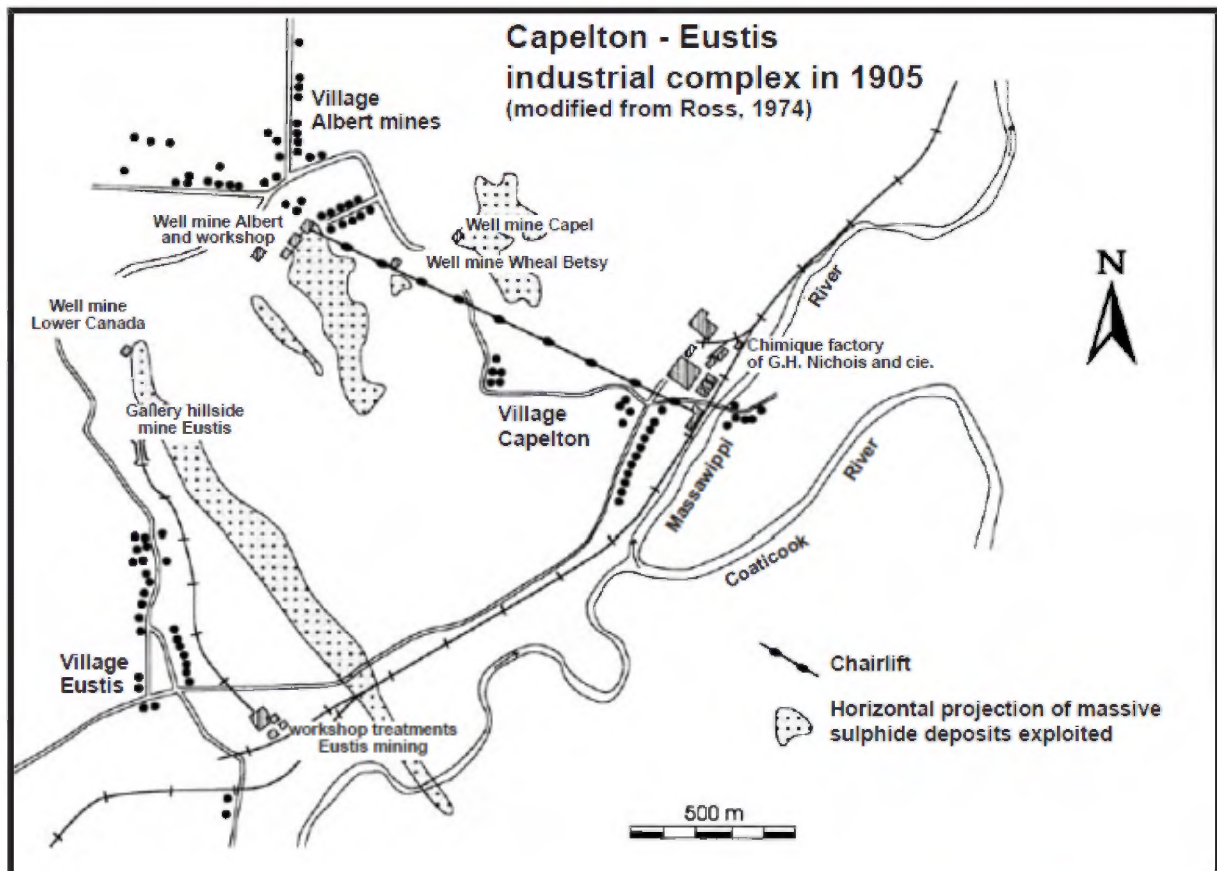 Capelton - Eustis
industrial complex in 1905
(modified from Ross, 1974)
Village
Albert mines
Well mine Albert
and workshop
Well mine Capel
Well mine Wheal Betsy
Well mine
Lower Canada
N
River
Chimique factory
of G.H. Nichois and cie.
Gallery hillside
mine Eustis
Village
Capelton
Massawippi
River
Coaticook
Village
Eustis
workshop treatments
Eustis mining
Chairlift
Horizontal projection of massive
sulphide deposits exploited
500 m